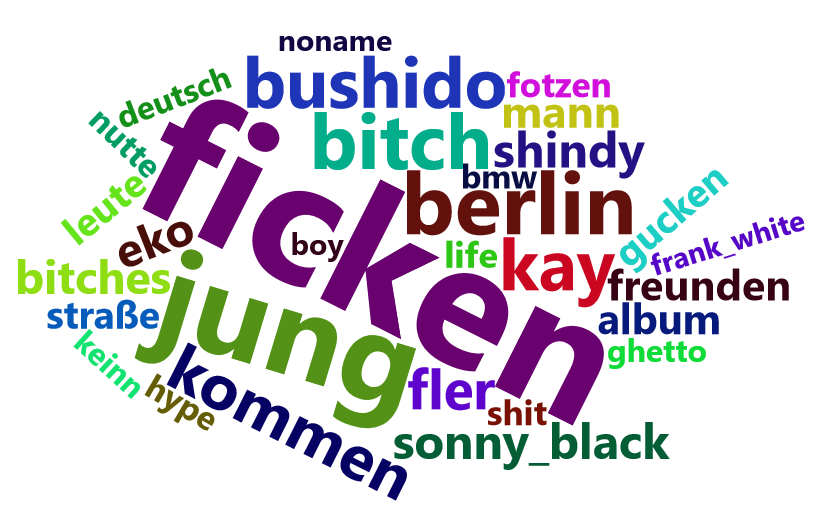 noname
bushido
fotzen
deutsch
mann
nutte
bitch
shindy
ficken
bmw
leute
berlin
gucken
frank_white
eko
boy
life
kay
bitches
freunden
jung
straße
album
keinn
ghetto
kommen
fler
hype
shit
sonny_black